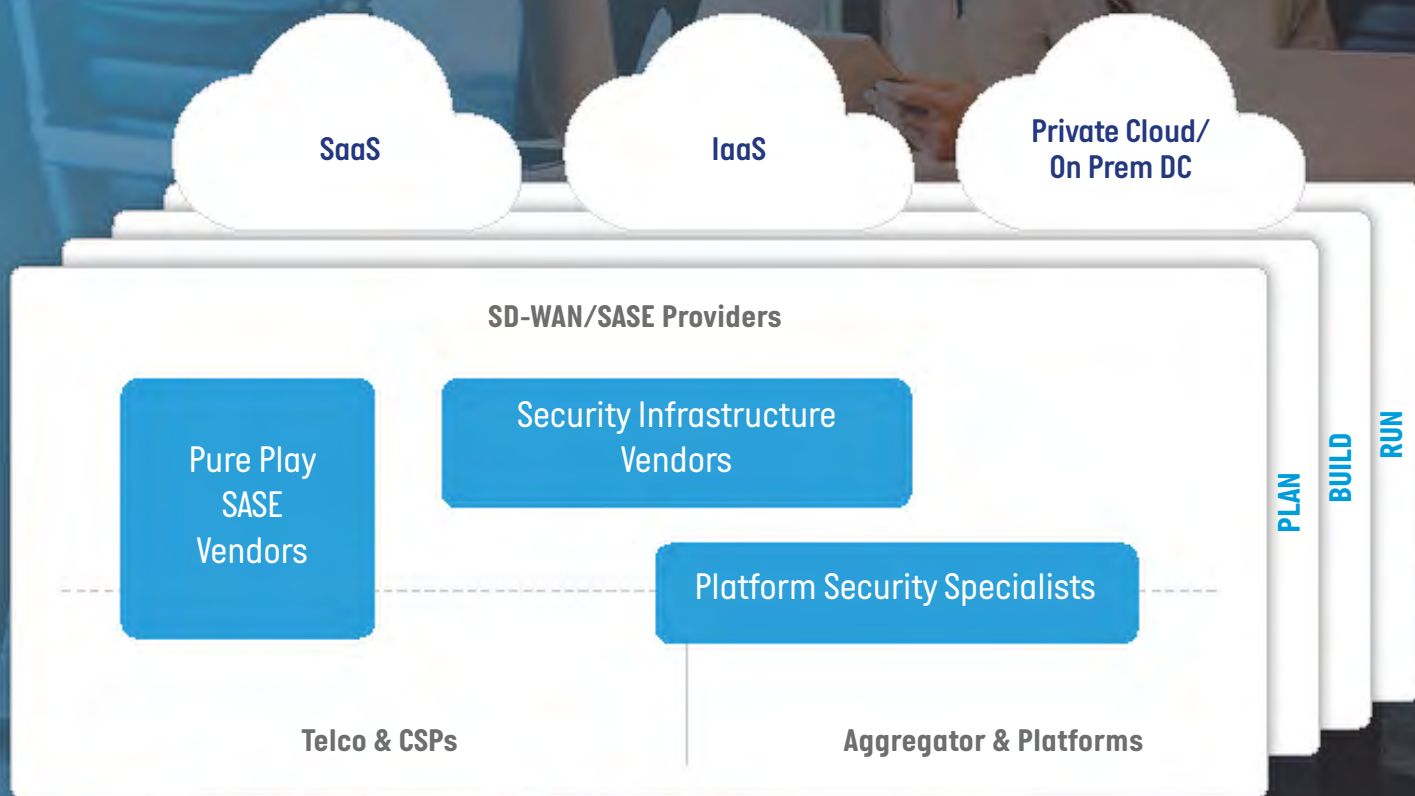 SaaS
IaaS
Private Cloud/
On Prem DC
SD-WAN/SASE Providers
Pure Play
SASE
Vendors
Security Infrastructure
Vendors
Platform Security Specialists
Telco & CSPs
Aggregator & Platforms
PLAN
BUILD
RUN